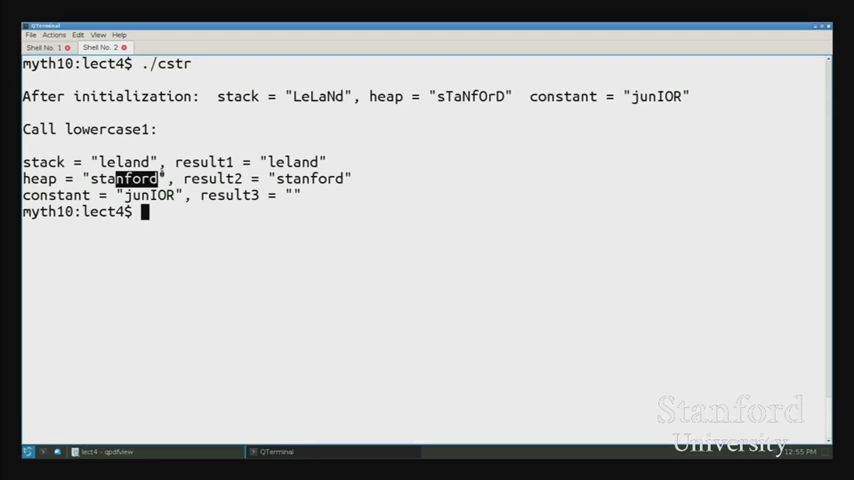 QTerminal
File Actions Edit View Help
Shell No. 1 Shell No. 2
myth10:lect4$ ./cstr
After initialization: stack = "LeLaNd", heap = "sTaNfOrD" constant = "junIOR"
Call lowercase1:
stack = "leland", result1 = "leland"
heap = "stanford", result2 = "stanford"
constant = "junIOR", result3 = ""
myth10:lect4$
Stanford
University
lect4 - qpdfview QTerminal 12:55 PM